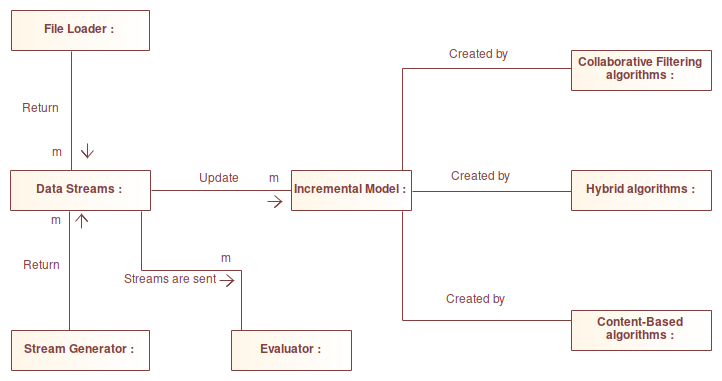 File Loader :
Created by
Collaborative Filtering
algorithms :
Return
m
Data Streams :
Update
m
Incremental Model :
Created by
Hybrid algorithms :
m
Return
m
Streams are sent
Created by
Stream Generator :
Evaluator :
Content-Based
algorithms :